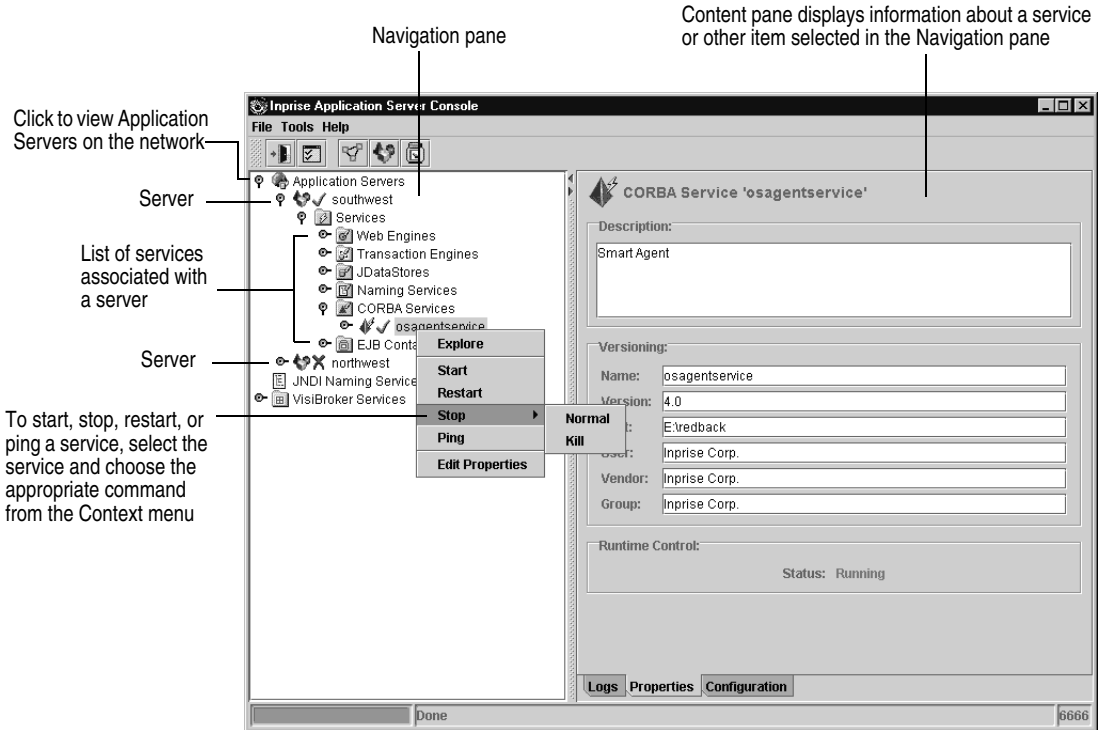 Content pane displays information about a service
or other item selected in the Navigation pane
Navigation pane
Click to view Application
Servers on the network
Server
List of services
associated with
a server
Server
To start, stop, restart, or
ping a service, select the
service and choose the
appropriate command
from the Context menu
Inprise Application Server Console
File Tools Help
Application Servers
southwest
Services
Web Engines
Transaction Engines
JDataStores
Naming Services
CORBA Services
osagentservice
EJB Conta
northwest
JNDI Naming Service
VisiBroker Services
Explore
Start
Restart
Stop
Ping
Edit Properties
Normal
Kill
CORBA Service 'osagentservice'
Description:
Smart Agent
Versioning:
Name: osagentservice
Version: 4.0
E:\redback
User: Inprise Corp.
Vendor: Inprise Corp.
Group: Inprise Corp.
Runtime Control:
Status: Running
Logs Properties Configuration
Done 6666